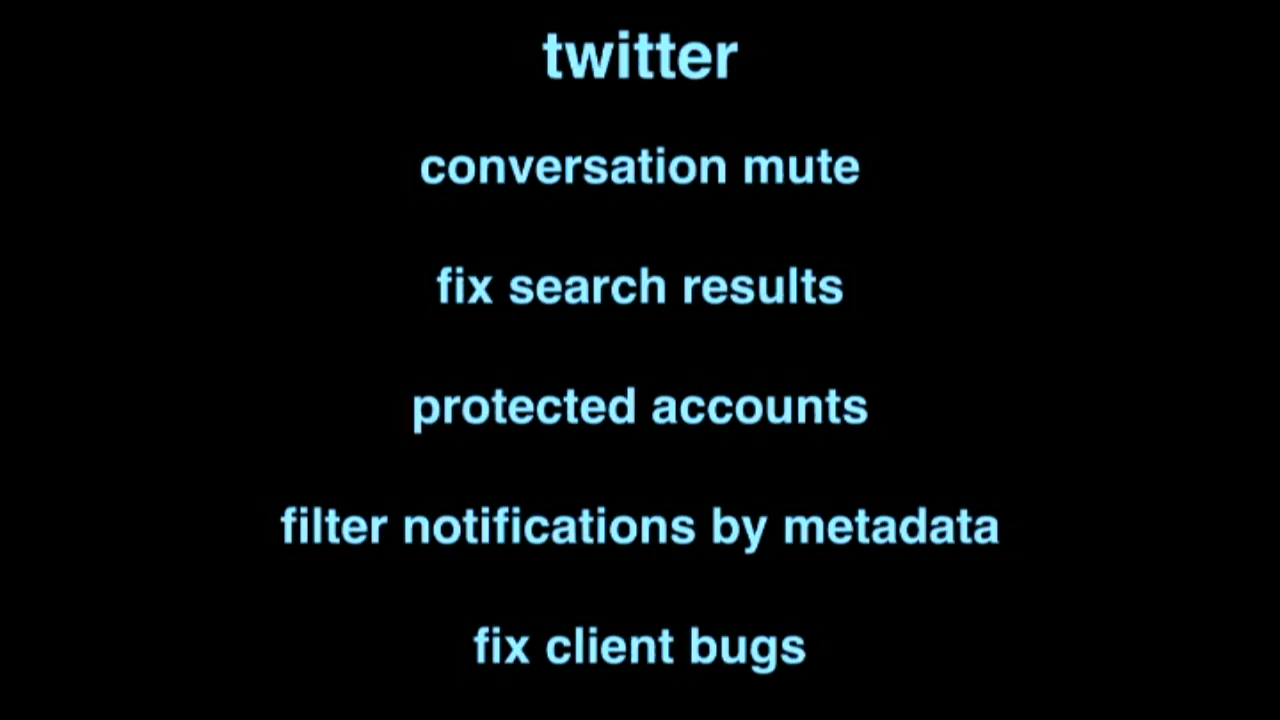 twitter
conversation mute
fix search results
protected accounts
filter notifications by metadata
fix client bugs